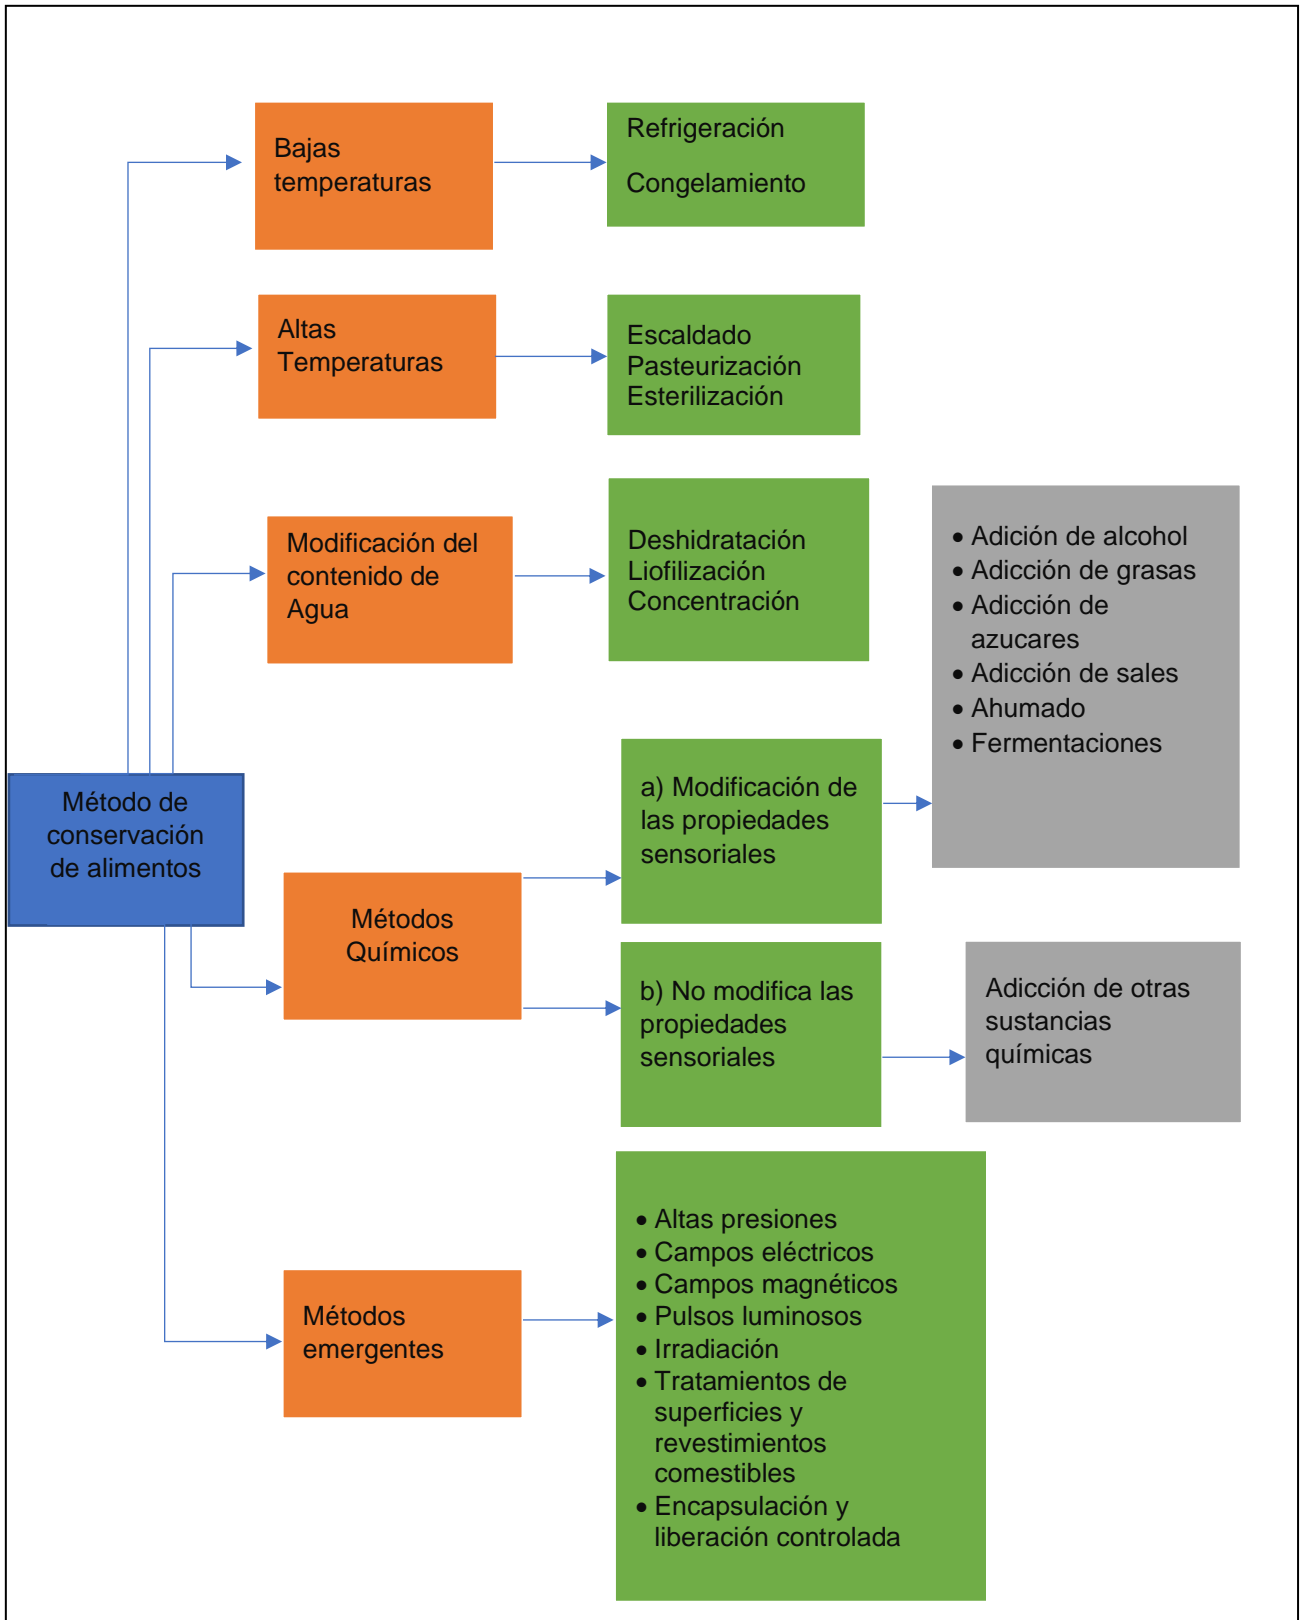 Bajas
temperaturas
Refrigeración
Congelamiento
Altas
Temperaturas
Escaldado
Pasteurización
Esterilización
Modificación del
contenido de
Agua
Deshidratación
Liofilización
Concentración
• Adición de alcohol
• Adicción de grasas
• Adicción de
azucares
• Adicción de sales
• Ahumado
• Fermentaciones
Método de
conservación
de alimentos
a) Modificación de
las propiedades
sensoriales
Métodos
Químicos
b) No modifica las
propiedades
sensoriales
Adicción de otras
sustancias
químicas
Métodos
emergentes
• Altas presiones
• Campos eléctricos
• Campos magnéticos
• Pulsos luminosos
• Irradiación
• Tratamientos de
superficies y
revestimientos
comestibles
• Encapsulación y
liberación controlada